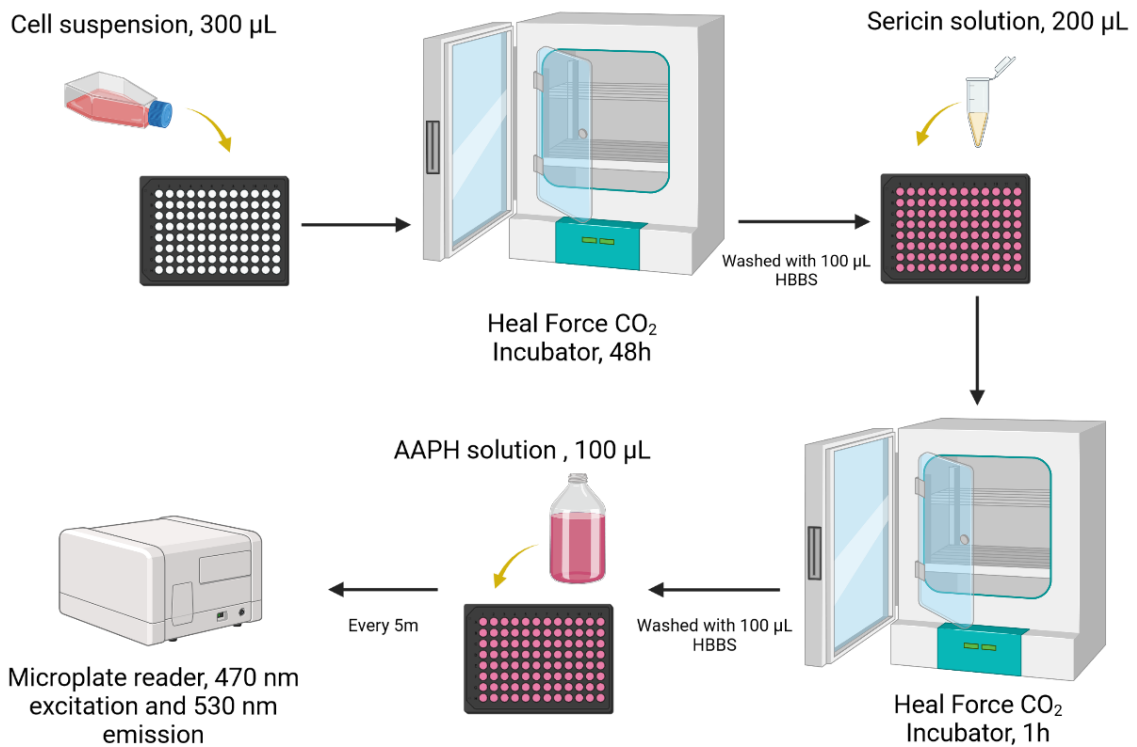 Cell suspension, 300 µL
Sericin solution, 200 µL
Washed with 100 µL
HBBS
Heal Force CO₂
Incubator, 48h
AAPH solution , 100 µL
Every 5m
Washed with 100 µL
HBBS
Microplate reader, 470 nm
excitation and 530 nm
emission
Heal Force CO₂
Incubator, 1h